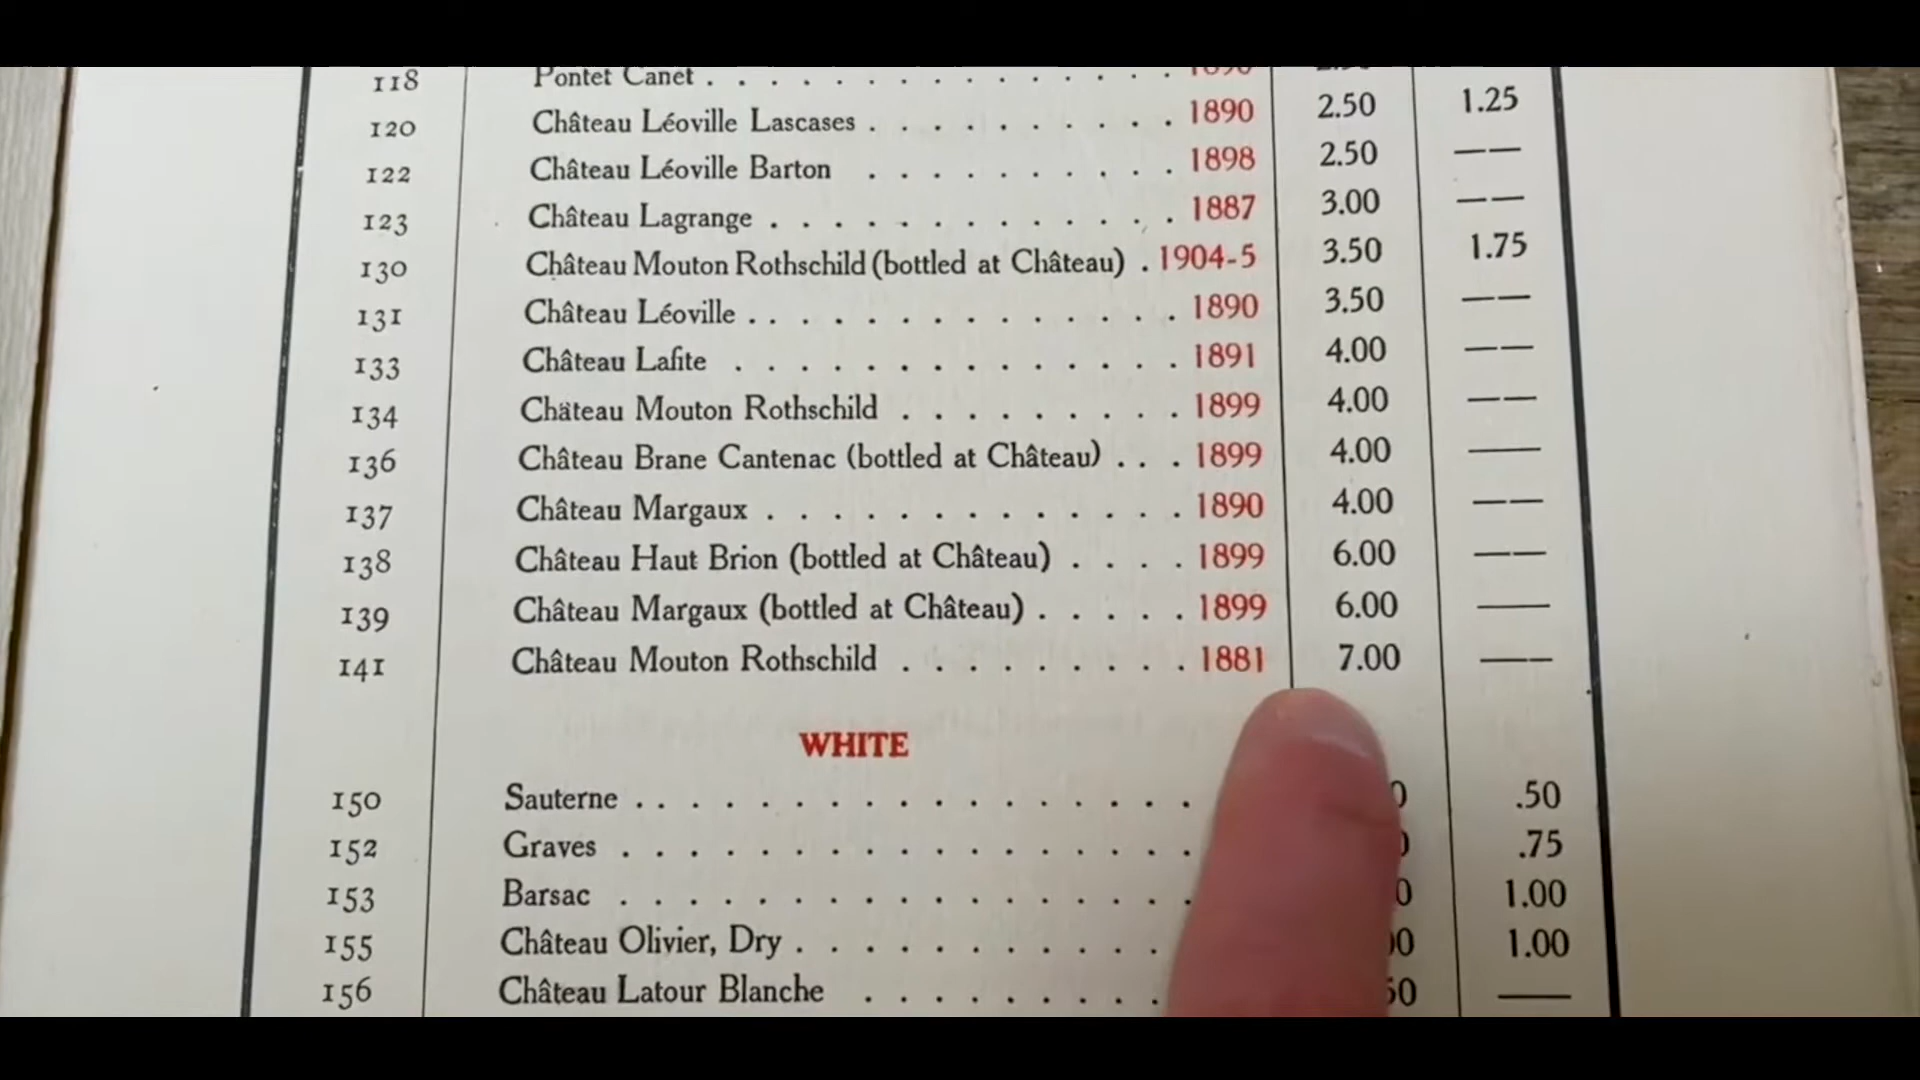 118 Pontet Canet . . . . . . . . . . . . . . 1890
120 Château Léoville Lascases . . . . . . . . . . 1890 2.50 1.25
122 Château Léoville Barton . . . . . . . . . . 1898 2.50 ——
123 Château Lagrange . . . . . . . . . . . . . 1887 3.00 ——
130 Château Mouton Rothschild (bottled at Château) . 1904-5 3.50 1.75
131 Château Léoville . . . . . . . . . . . . . . 1890 3.50 ——
133 Château Lafite . . . . . . . . . . . . . . 1891 4.00 ——
134 Château Mouton Rothschild . . . . . . . . . 1899 4.00 ——
136 Château Brane Cantenac (bottled at Château) . . . 1899 4.00 ——
137 Château Margaux . . . . . . . . . . . . . 1890 4.00 ——
138 Château Haut Brion (bottled at Château) . . . . 1899 6.00 ——
139 Château Margaux (bottled at Château) . . . . . 1899 6.00 ——
141 Château Mouton Rothschild . . . . . . . . . 1881 7.00 ——
WHITE
150 Sauterne . . . . . . . . . . . . . . . . . .50
152 Graves . . . . . . . . . . . . . . . . . .75
153 Barsac . . . . . . . . . . . . . . . . . 1.00
155 Château Olivier, Dry . . . . . . . . . . . 1.00
156 Château Latour Blanche . . . . . . . . . ——